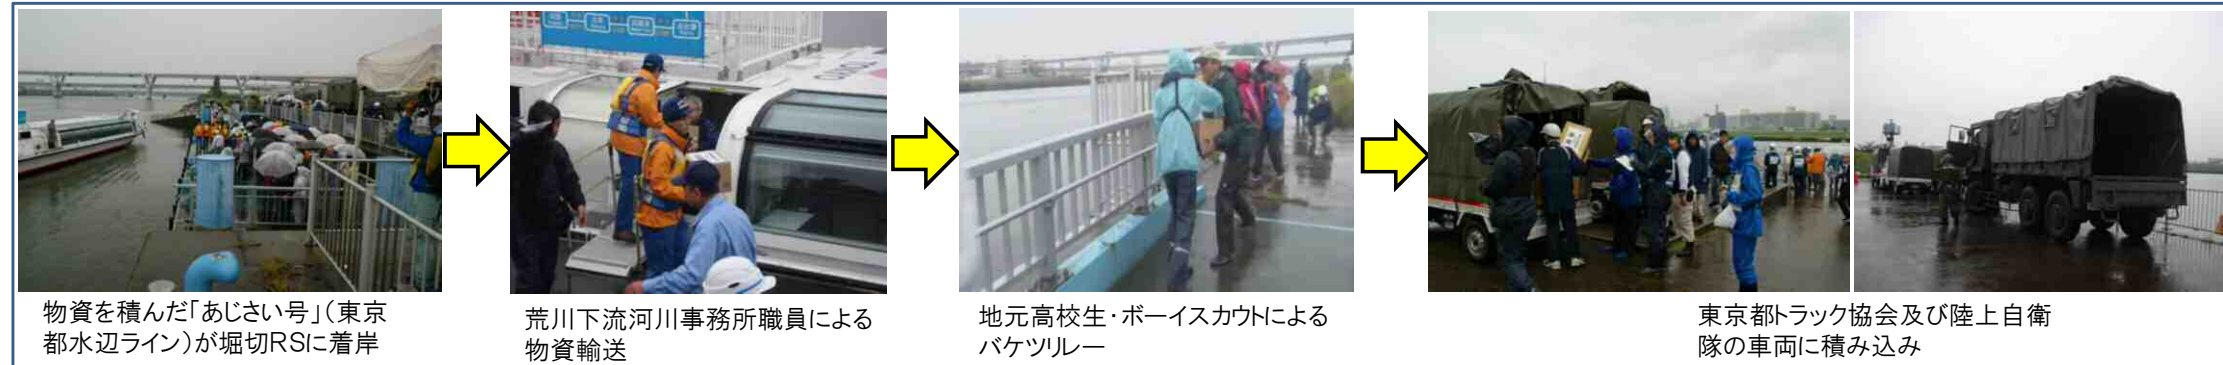 物資を積んだ「あじさい号」(東京
都水辺ライン)が堀切RSに着岸
荒川下流河川事務所職員による
物資輸送
地元高校生・ボーイスカウトによる
バケツリレー
東京都トラック協会及び陸上自衛
隊の車両に積み込み